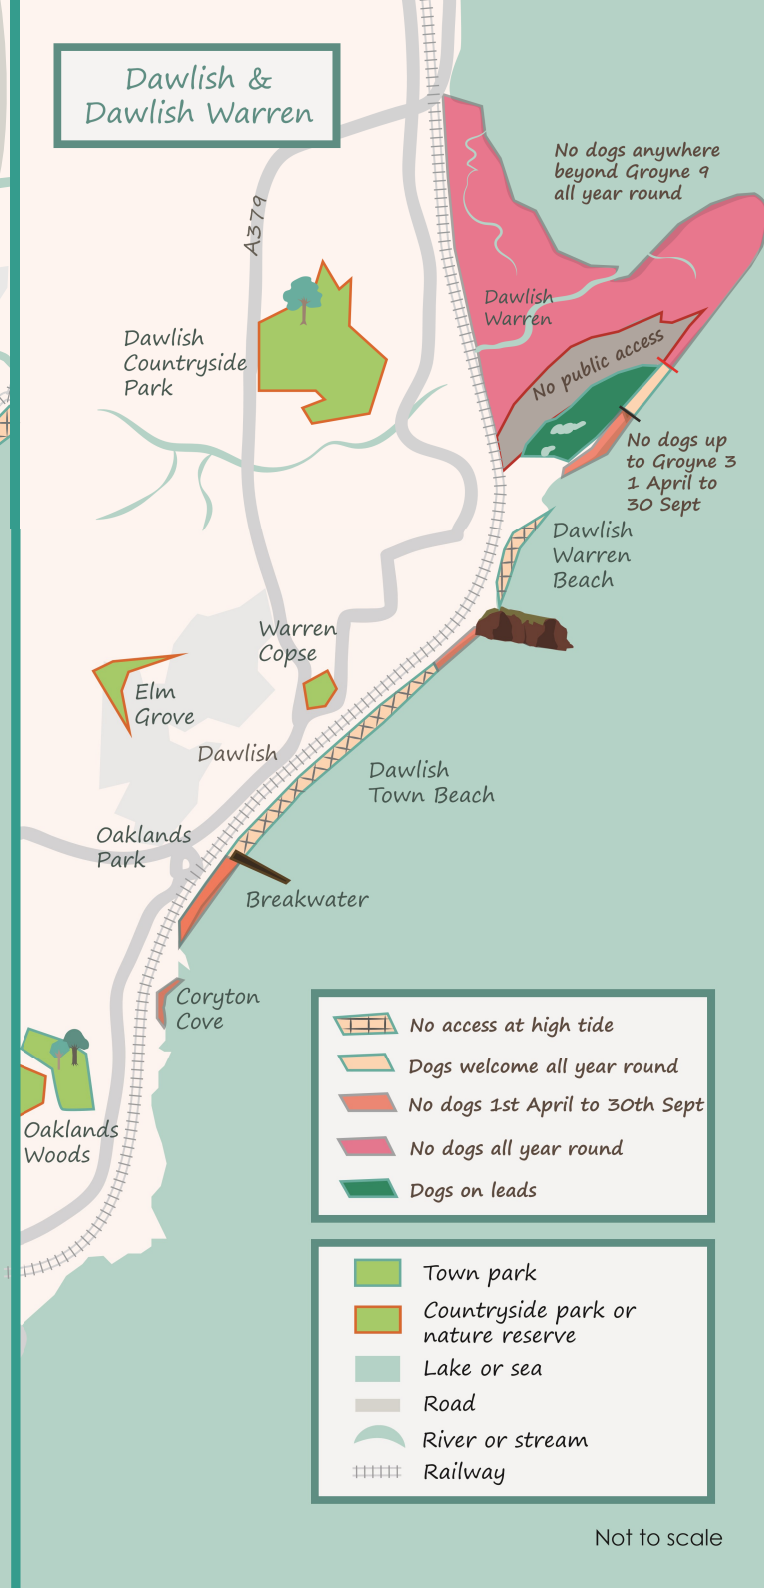 Dawlish &
Dawlish Warren
No dogs anywhere
beyond Groyne 9
all year round
A379
Dawlish
Warren
Dawlish
Countryside
Park
No public access
No dogs up
to Groyne 3
1 April to
30 Sept
Dawlish
Warren
Beach
Warren
Copse
Elm
Grove
Dawlish
Dawlish
Town Beach
Oaklands
Park
Breakwater
Coryton
Cove
No access at high tide
Dogs welcome all year round
No dogs 1st April to 30th Sept
No dogs all year round
Dogs on leads
Oaklands
Woods
Town park
Countryside park or
nature reserve
Lake or sea
Road
River or stream
Railway
Not to scale